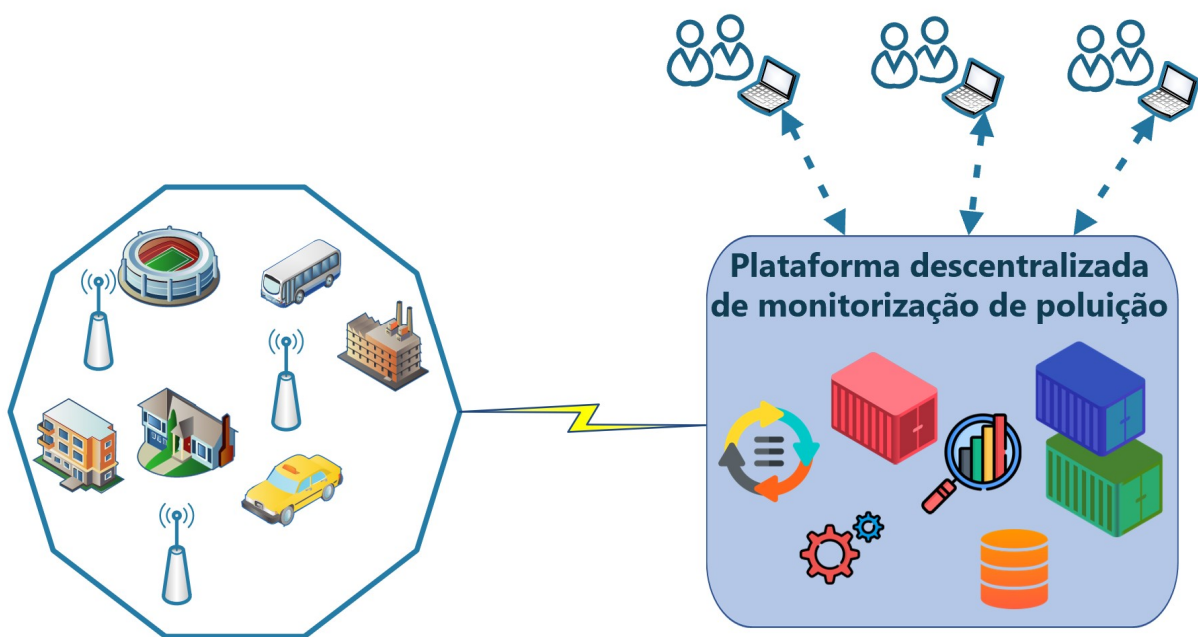 Plataforma descentralizada
de monitorização de poluição